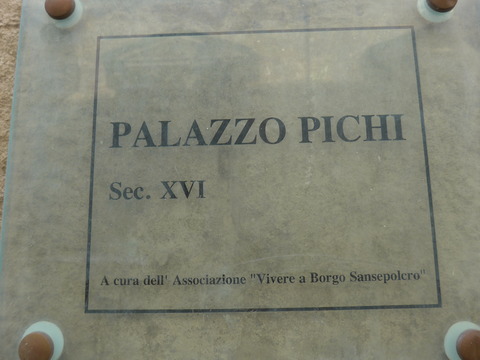 PALAZZO PICHI
Sec. XVI
A cura dell' Associazione "Vivere a Borgo Sansepolcro"